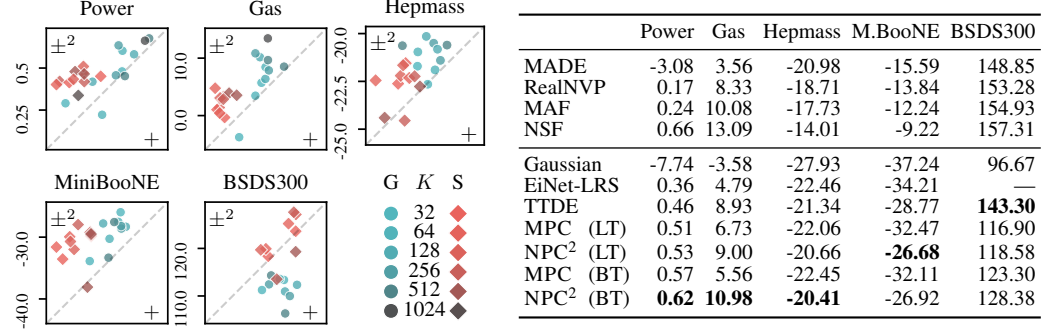 Power Gas Hepmass
±² ±² ±²
0.5
0.25
10.0
0.0
-20.0
-22.5
-25.0
+ + +
MiniBooNE BSDS300
±² ±²
-30.0
-40.0
120.0
110.0
+ +
G K S
32
64
128
256
512
1024
Power Gas Hepmass M.BooNE BSDS300
MADE -3.08 3.56 -20.98 -15.59 148.85
RealNVP 0.17 8.33 -18.71 -13.84 153.28
MAF 0.24 10.08 -17.73 -12.24 154.93
NSF 0.66 13.09 -14.01 -9.22 157.31
Gaussian -7.74 -3.58 -27.93 -37.24 96.67
EiNet-LRS 0.36 4.79 -22.46 -34.21 —
TTDE 0.46 8.93 -21.34 -28.77 143.30
MPC (LT) 0.51 6.73 -22.06 -32.47 116.90
NPC² (LT) 0.53 9.00 -20.66 -26.68 118.58
MPC (BT) 0.57 5.56 -22.45 -32.11 123.30
NPC² (BT) 0.62 10.98 -20.41 -26.92 128.38